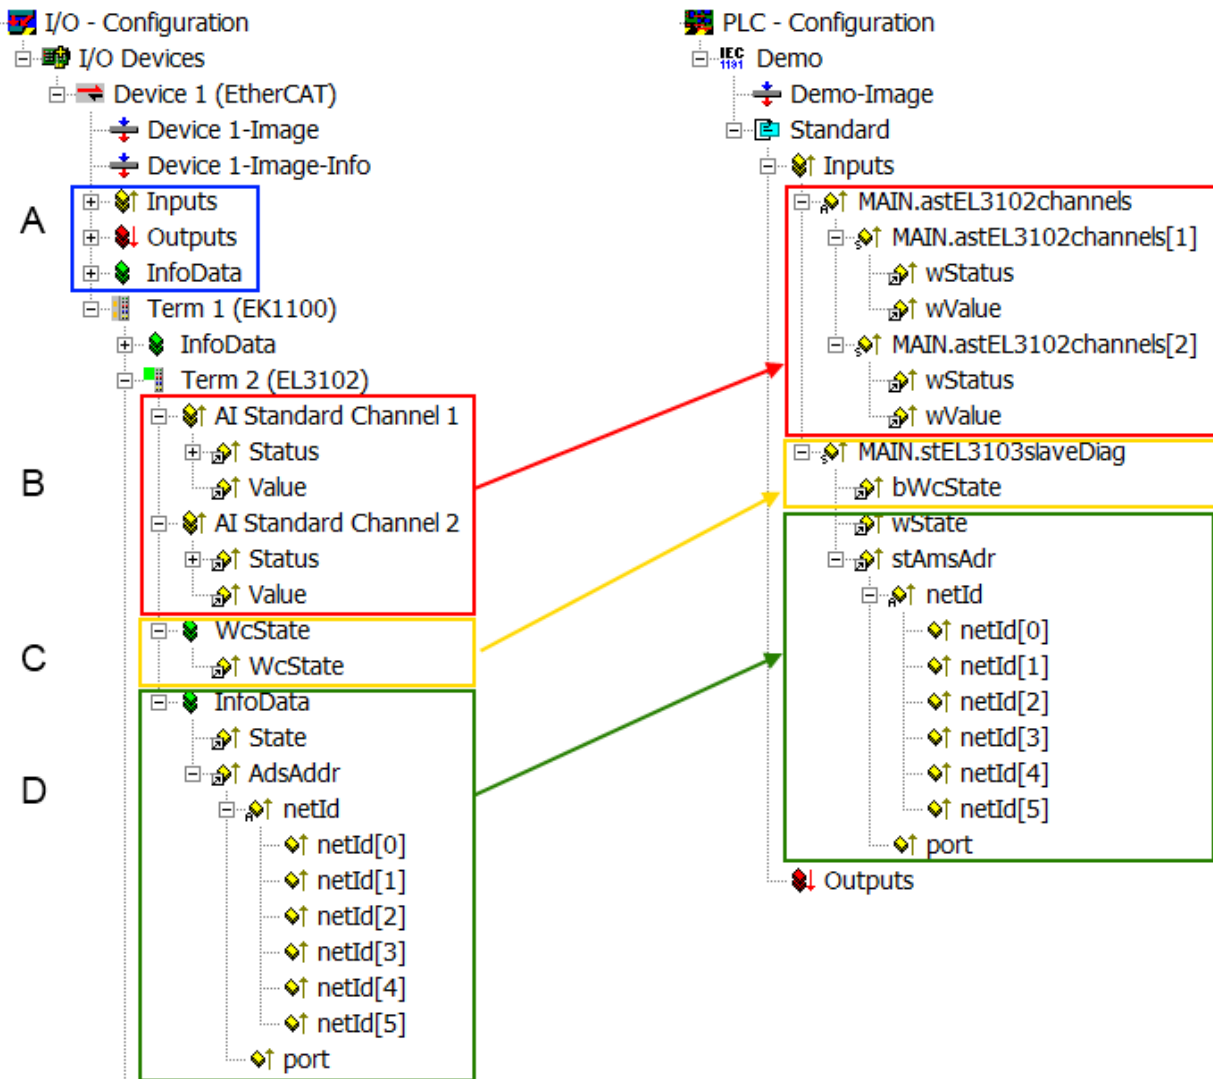 I/O - Configuration
I/O Devices
Device 1 (EtherCAT)
Device 1-Image
Device 1-Image-Info
A
Inputs
Outputs
InfoData
Term 1 (EK1100)
InfoData
Term 2 (EL3102)
B
AI Standard Channel 1
Status
Value
AI Standard Channel 2
Status
Value
C
WcState
WcState
D
InfoData
State
AdsAddr
netId
netId[0]
netId[1]
netId[2]
netId[3]
netId[4]
netId[5]
port
PLC - Configuration
IEC
1131
Demo
Demo-Image
Standard
Inputs
MAIN.astEL3102channels
MAIN.astEL3102channels[1]
wStatus
wValue
MAIN.astEL3102channels[2]
wStatus
wValue
MAIN.stEL3103slaveDiag
bWcState
wState
stAmsAdr
netId
netId[0]
netId[1]
netId[2]
netId[3]
netId[4]
netId[5]
port
Outputs